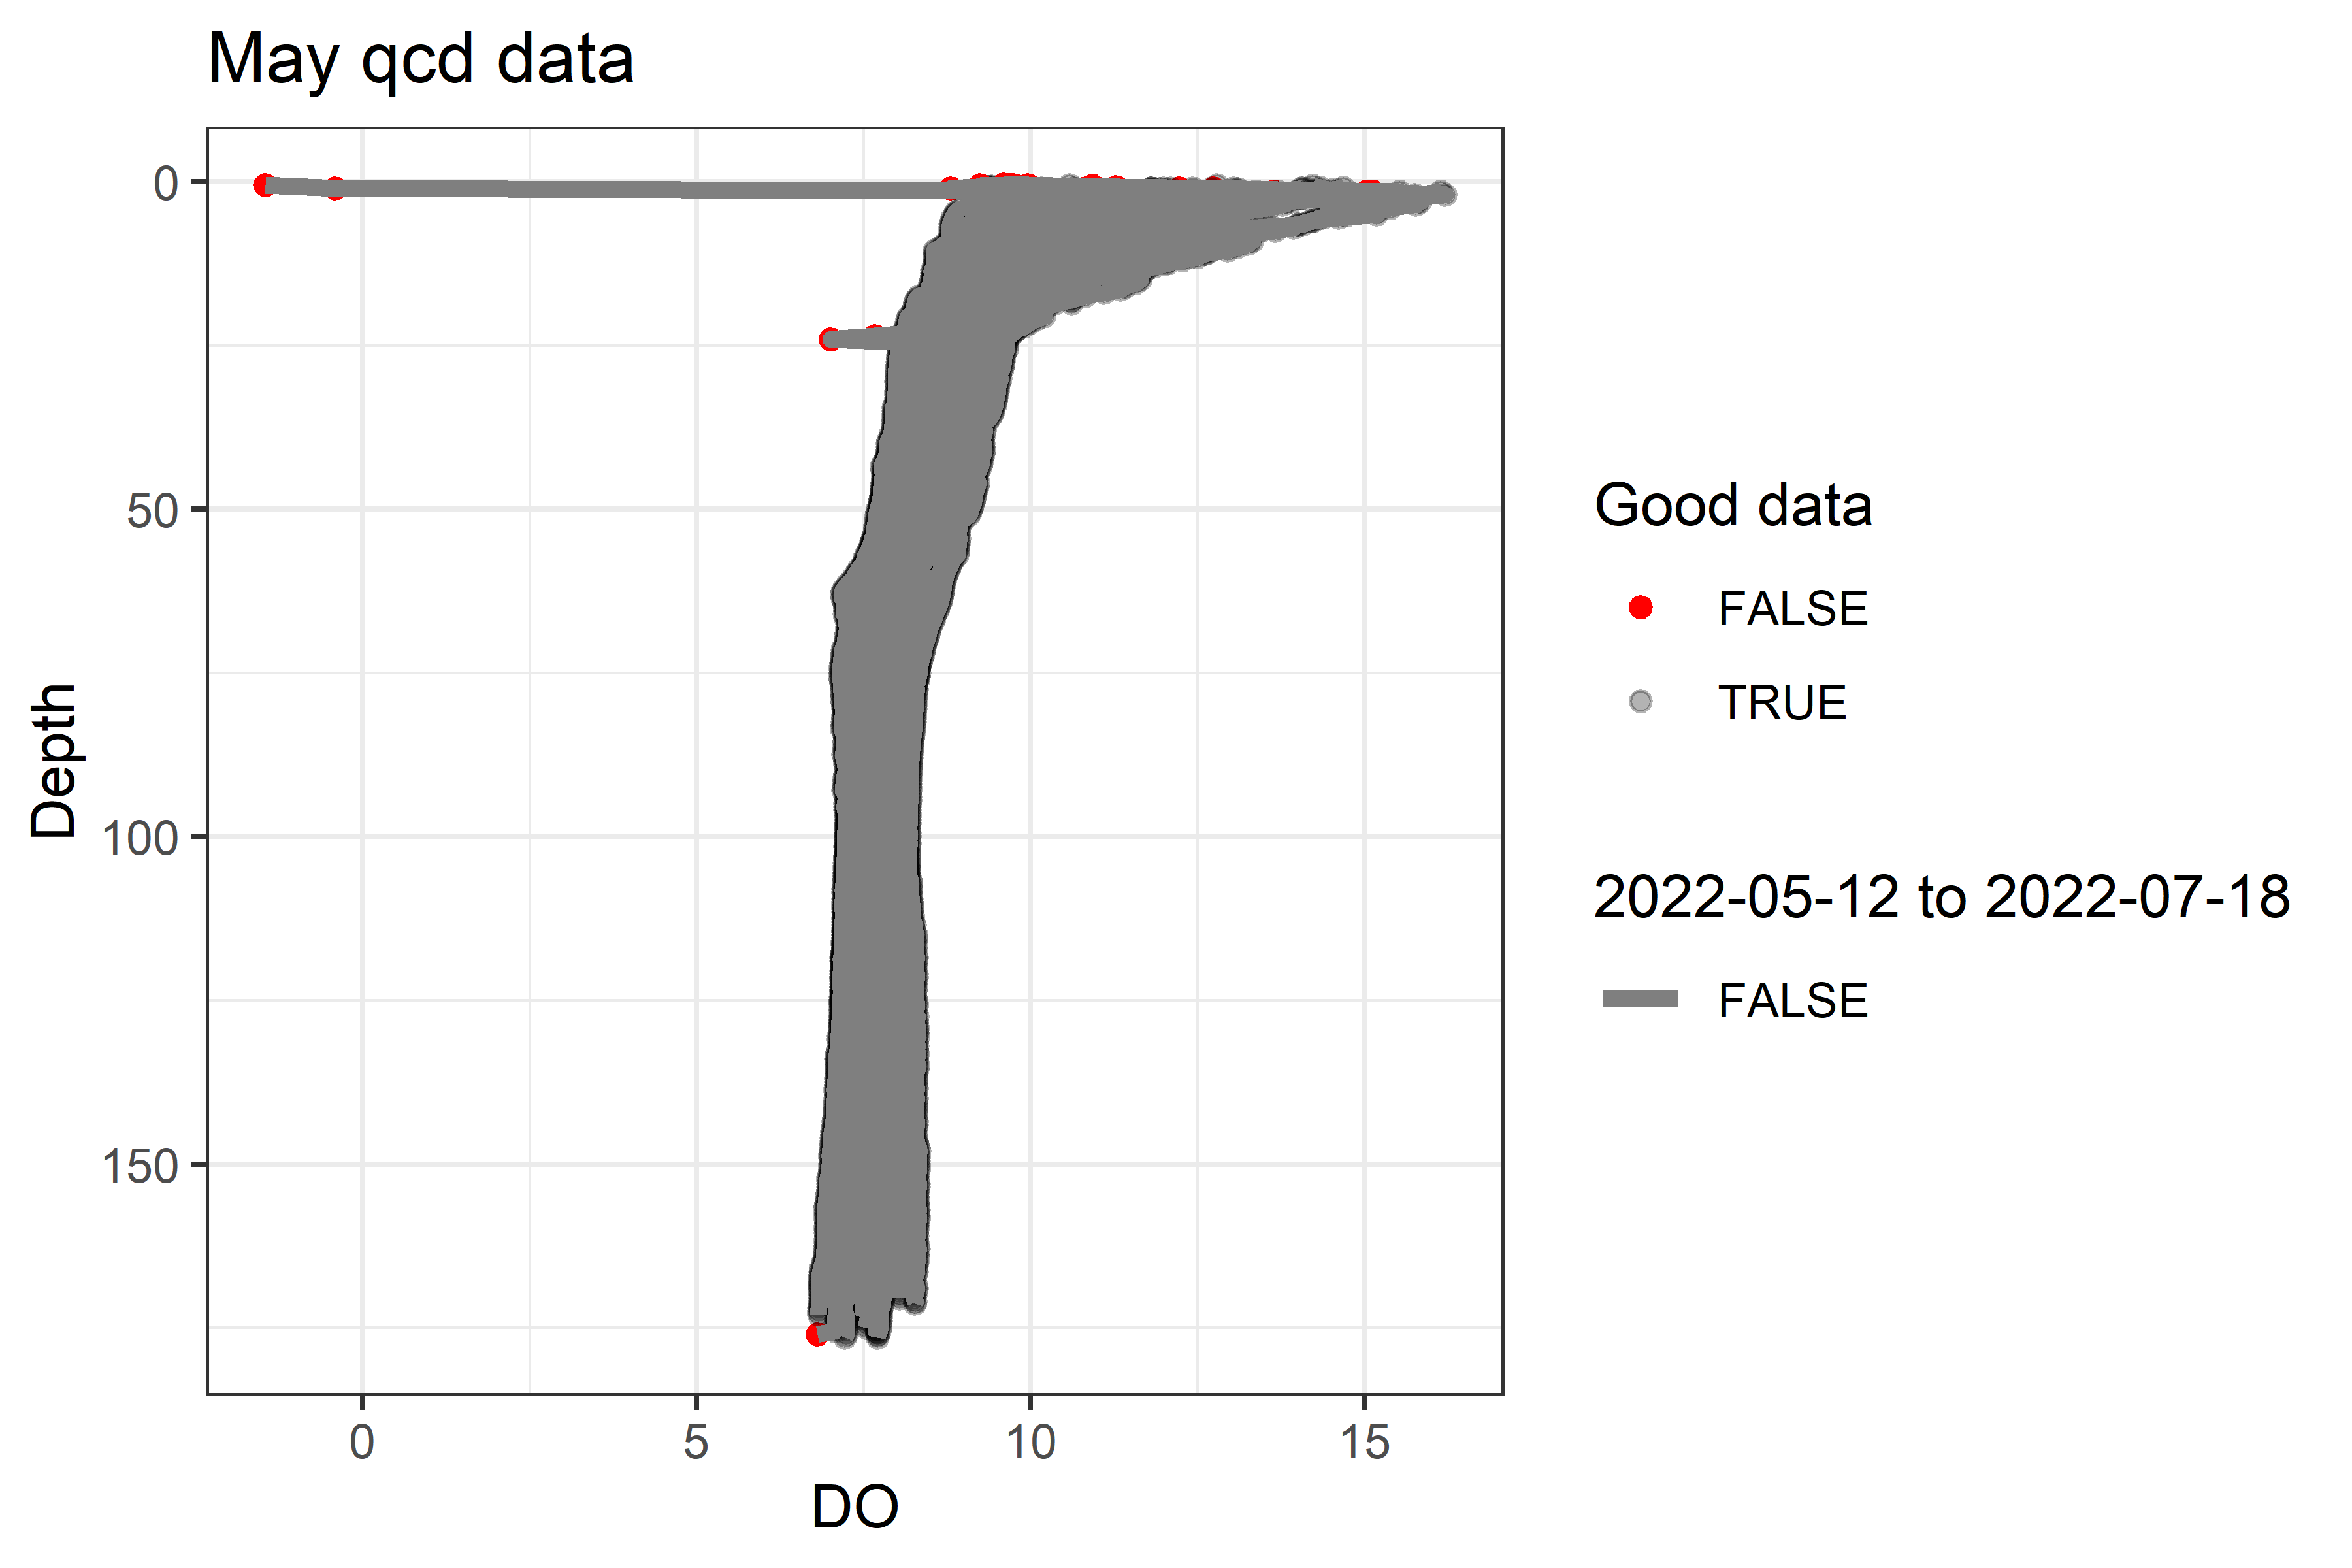 May qcd data
0
50
100
150
Depth
0 5 10 15
DO
Good data
FALSE
TRUE
2022-05-12 to 2022-07-18
FALSE